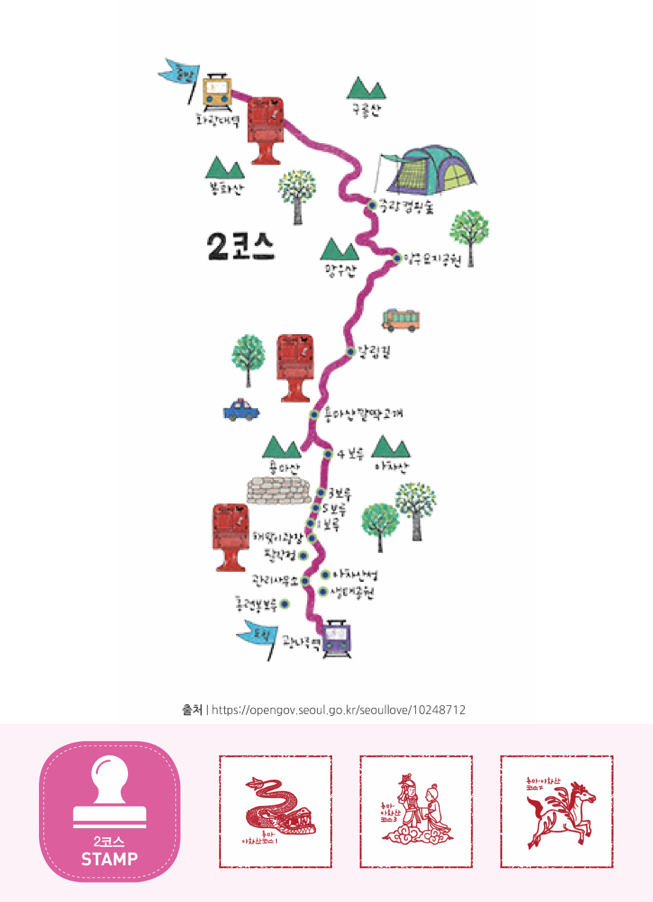 출발
화랑대역
구릉산
봉화산
중랑캠핑숲
2코스
망우산
망우묘지공원
갈림길
용마산깔딱고개
용마산
4보루
아차산
3보루
5보루
1보루
해맞이광장
팔각정
관리사무소
아차산성
생태공원
홍련봉보루
도착
광나루역
출처 | https://opengov.seoul.go.kr/seoullove/10248712
2코스
STAMP
용마·
아차산코스1
용마·
아차산
코스3
용마·아차산
코스2